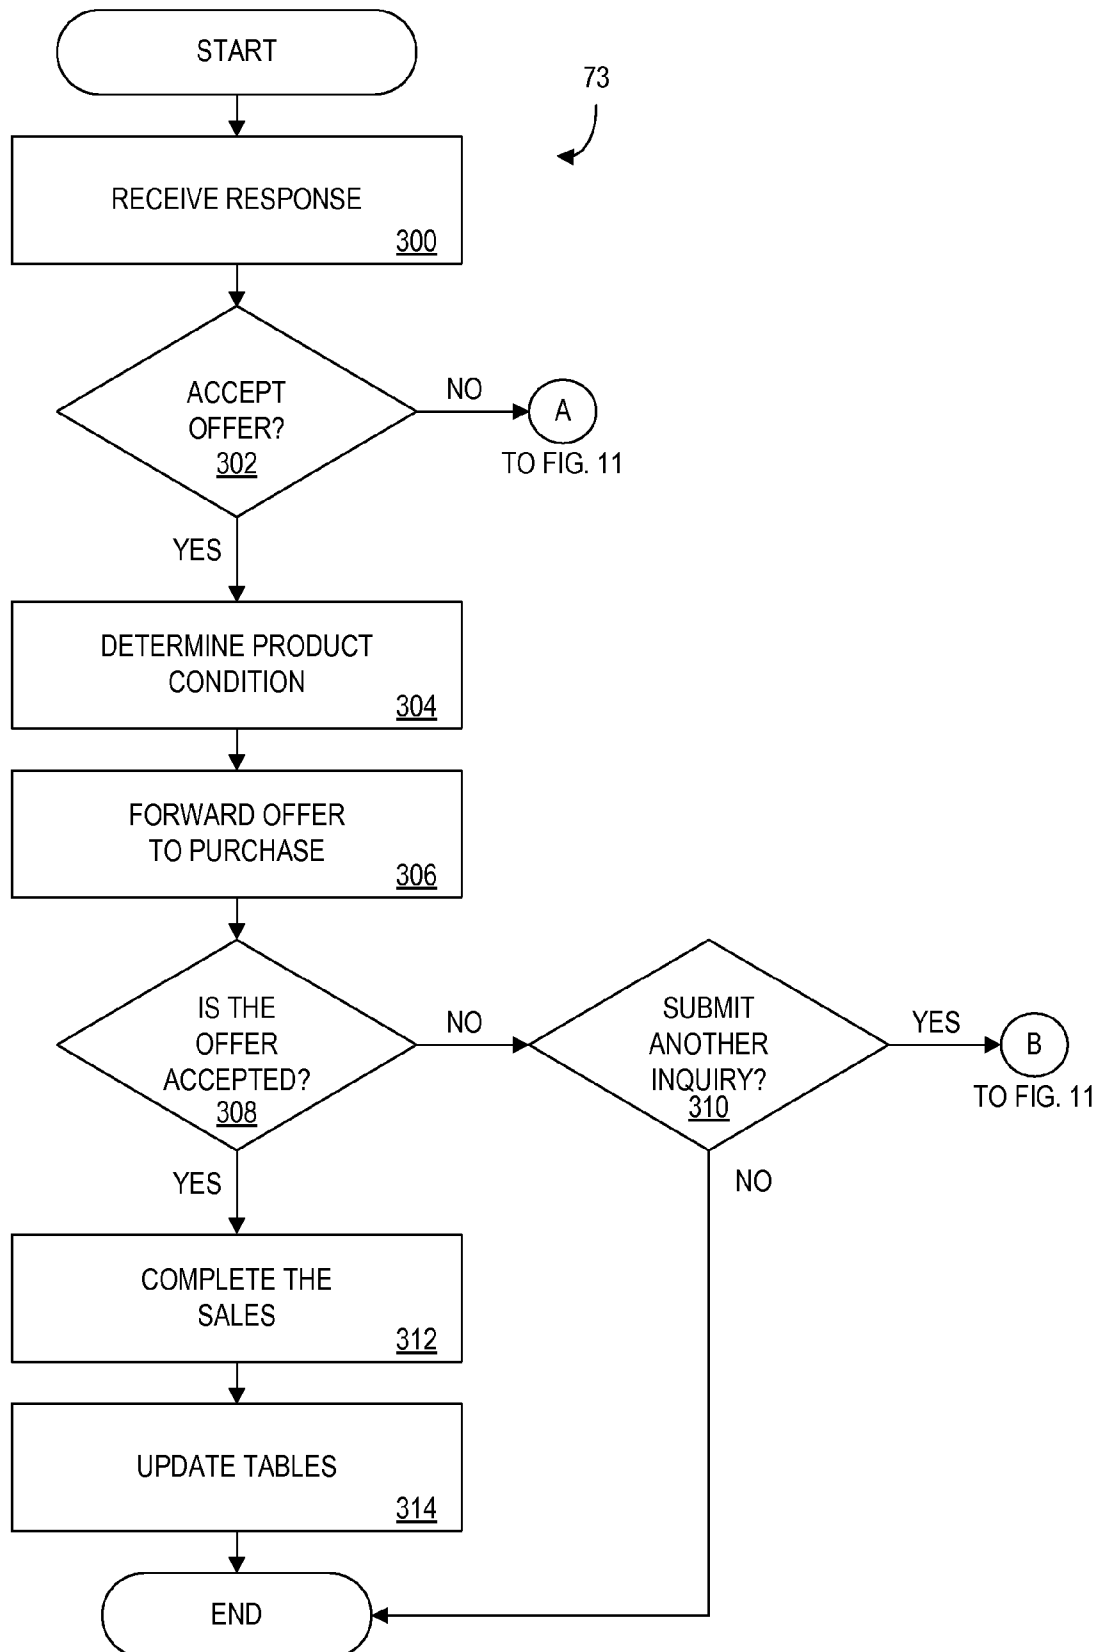 START
73
RECEIVE RESPONSE
300
ACCEPT
OFFER?
302
NO
A
TO FIG. 11
YES
DETERMINE PRODUCT
CONDITION
304
FORWARD OFFER
TO PURCHASE
306
IS THE
OFFER
ACCEPTED?
308
NO
SUBMIT
ANOTHER
INQUIRY?
310
YES
B
TO FIG. 11
YES
NO
COMPLETE THE
SALES
312
UPDATE TABLES
314
END